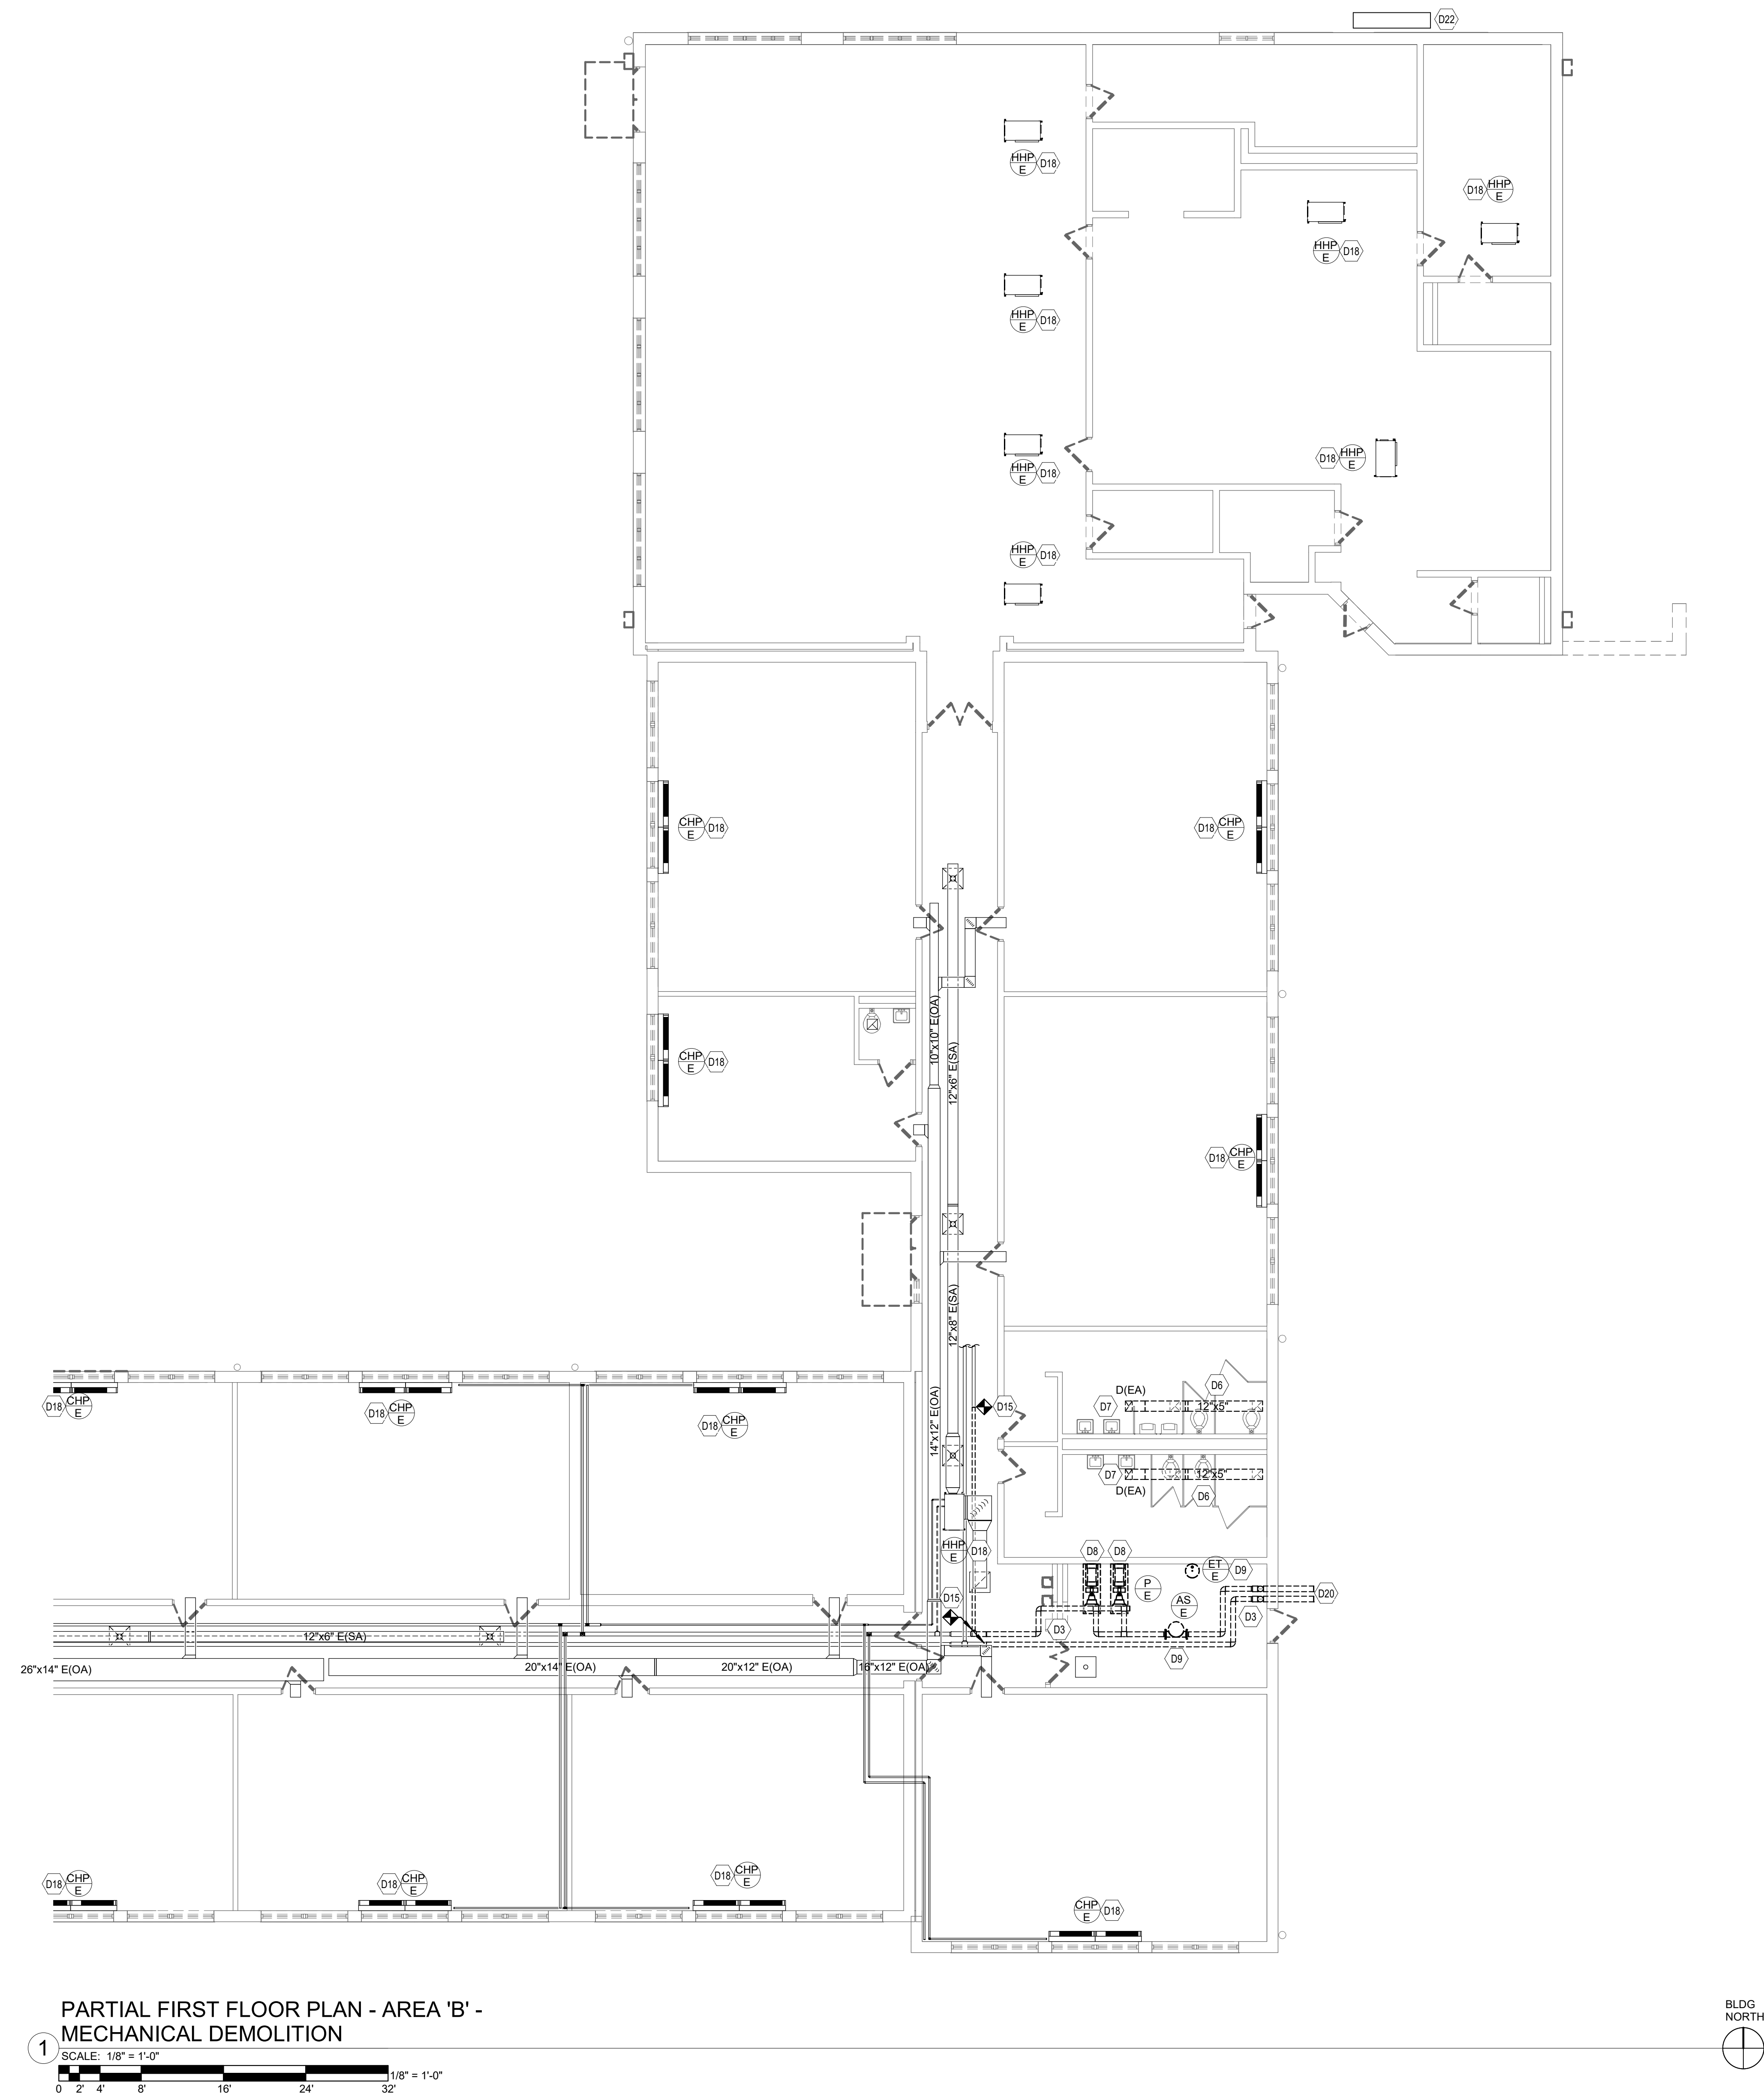 D22
HHP
E
D18
D18
HHP
E
HHP
E
D18
HHP
E
D18
HHP
E
D18
D18
HHP
E
HHP
E
D18
CHP
E
D18
D18
CHP
E
10"x10" E(OA)
12"x6" E(SA)
CHP
E
D18
D18
CHP
E
12"x8" E(SA)
14"x12" E(OA)
D18
CHP
E
D18
CHP
E
D18
CHP
E
D15
D(EA)
D6
D7
12"x5"
D7
12"x5"
D(EA)
D6
HHP
E
D18
D8
D8
ET
E
D9
P
E
D15
AS
E
D20
D3
D3
D9
12"x6" E(SA)
26"x14" E(OA)
20"x14" E(OA)
20"x12" E(OA)
16"x12" E(OA)
D18
CHP
E
D18
CHP
E
D18
CHP
E
CHP
E
D18
PARTIAL FIRST FLOOR PLAN - AREA 'B' -
MECHANICAL DEMOLITION
1
SCALE: 1/8" = 1'-0"
1/8" = 1'-0"
0 2' 4' 8' 16' 24' 32'
BLDG
NORTH